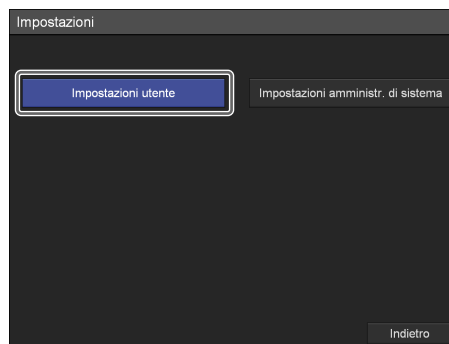 Impostazioni
Impostazioni utente
Impostazioni amministr. di sistema
Indietro